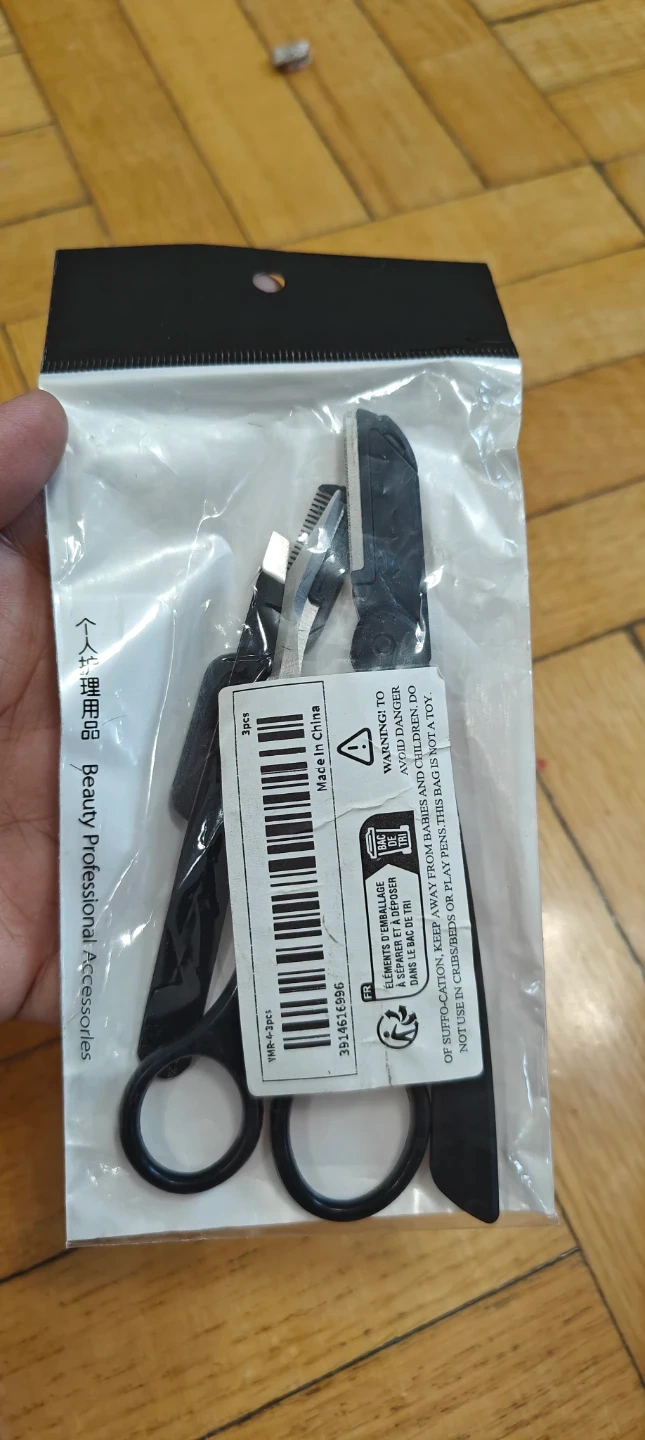 个人护理用品 Beauty Professional Accessories
3pcs
Made In China
YMR-4-3pcs
3914616996
WARNING! TO
AVOID DANGER
OF SUFFO-CATION, KEEP AWAY FROM BABIES AND CHILDREN. DO
NOT USE IN CRIBS/BEDS OR PLAY PENS.THIS BAG IS NOT A TOY.
FR
ÉLÉMENTS D'EMBALLAGE
À SÉPARER ET À DÉPOSER
DANS LE BAC DE TRI
BAC
DE
TRI